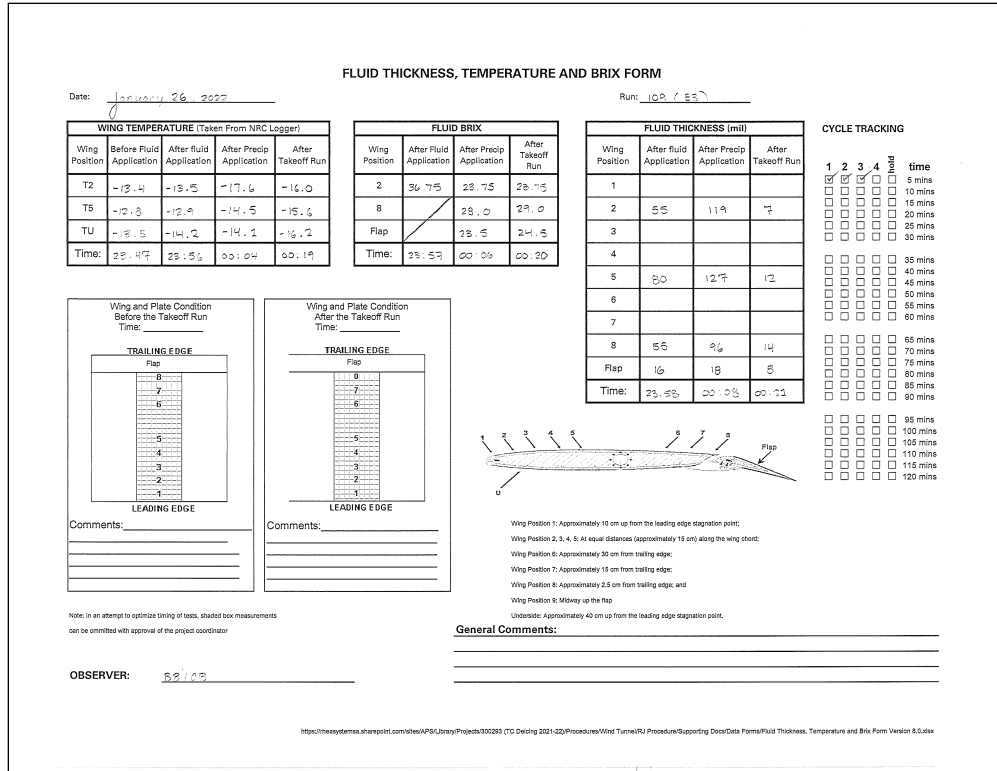 FLUID THICKNESS, TEMPERATURE AND BRIX FORM
Date: January 26, 2022 Run: 109 (E3)
WING TEMPERATURE (Taken From NRC Logger)
Wing Position Before Fluid Application After fluid Application After Precip Application After Takeoff Run
T2 -13.4 -13.5 -17.6 -16.0
T5 -12.8 -12.9 -14.5 -15.6
TU -13.5 -14.2 -14.1 -16.2
Time: 23:47 23:56 00:04 00:19
FLUID BRIX
Wing Position After Fluid Application After Precip Application After Takeoff Run
2 36.75 23.75 28.75
8 23.0 29.0
Flap 23.5 24.5
Time: 23:57 00:06 00:20
FLUID THICKNESS (mil)
Wing Position After fluid Application After Precip Application After Takeoff Run
1
2 55 119 7
3
4
5 80 127 12
6
7
8 55 96 14
Flap 16 18 5
Time: 23:58 00:05 00:21
CYCLE TRACKING
1 2 3 4 hold time
5 mins
10 mins
15 mins
20 mins
25 mins
30 mins
35 mins
40 mins
45 mins
50 mins
55 mins
60 mins
65 mins
70 mins
75 mins
80 mins
85 mins
90 mins
95 mins
100 mins
105 mins
110 mins
115 mins
120 mins
Wing and Plate Condition
Before the Takeoff Run
Time:
TRAILING EDGE
Flap
8
7
6
5
4
3
2
1
LEADING EDGE
Comments:
Wing and Plate Condition
After the Takeoff Run
Time:
TRAILING EDGE
Flap
8
7
6
5
4
3
2
1
LEADING EDGE
Comments:
1 2 3 4 5 6 7 8 Flap
U
Wing Position 1: Approximately 10 cm up from the leading edge stagnation point;
Wing Position 2, 3, 4, 5: At equal distances (approximately 15 cm) along the wing chord;
Wing Position 6: Approximately 30 cm from trailing edge;
Wing Position 7: Approximately 15 cm from trailing edge;
Wing Position 8: Approximately 2.5 cm from trailing edge; and
Wing Position 9: Midway up the flap
Underside: Approximately 40 cm up from the leading edge stagnation point.
Note: In an attempt to optimize timing of tests, shaded box measurements
can be ommitted with approval of the project coordinator
General Comments:
OBSERVER: BB/CB
https://rheasystemsa.sharepoint.com/sites/APS/Library/Projects/300293 (TC Deicing 2021-22)/Procedures/Wind Tunnel/RJ Procedure/Supporting Docs/Data Forms/Fluid Thickness, Temperature and Brix Form Version 8.0.xlsx